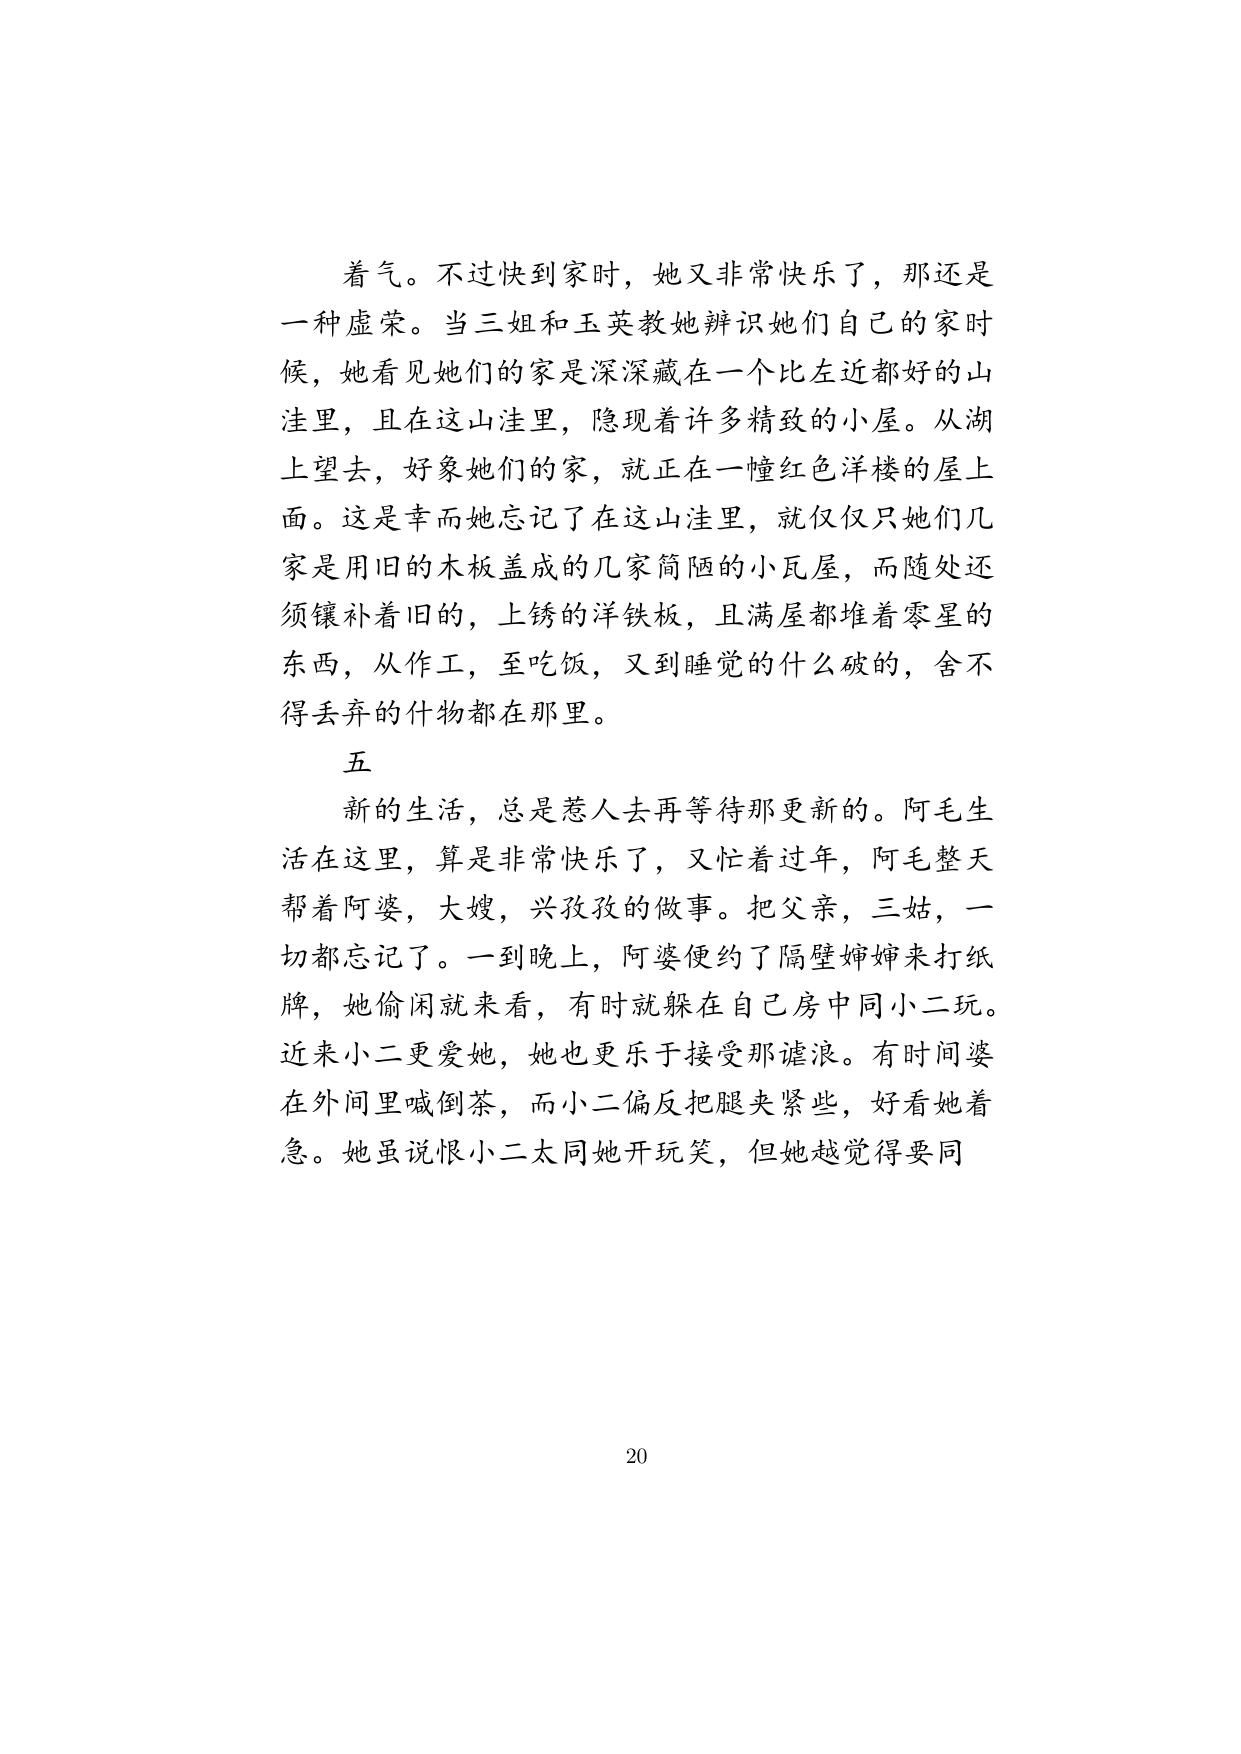 着气。不过快到家时，她又非常快乐了，那还是
一种虚荣。当三姐和玉英教她辨识她们自己的家时
候，她看见她们的家是深深藏在一个比左近都好的山
洼里，且在这山洼里，隐现着许多精致的小屋。从湖
上望去，好象她们的家，就正在一幢红色洋楼的屋上
面。这是幸而她忘记了在这山洼里，就仅仅只她们几
家是用旧的木板盖成的几家简陋的小瓦屋，而随处还
须镶补着旧的，上锈的洋铁板，且满屋都堆着零星的
东西，从作工，至吃饭，又到睡觉的什么破的，舍不
得丢弃的什物都在那里。
五
新的生活，总是惹人去再等待那更新的。阿毛生
活在这里，算是非常快乐了，又忙着过年，阿毛整天
帮着阿婆，大嫂，兴孜孜的做事。把父亲，三姑，一
切都忘记了。一到晚上，阿婆便约了隔壁婶婶来打纸
牌，她偷闲就来看，有时就躲在自己房中同小二玩。
近来小二更爱她，她也更乐于接受那谑浪。有时间婆
在外间里喊倒茶，而小二偏反把腿夹紧些，好看她着
急。她虽说恨小二太同她开玩笑，但她越觉得要同
20